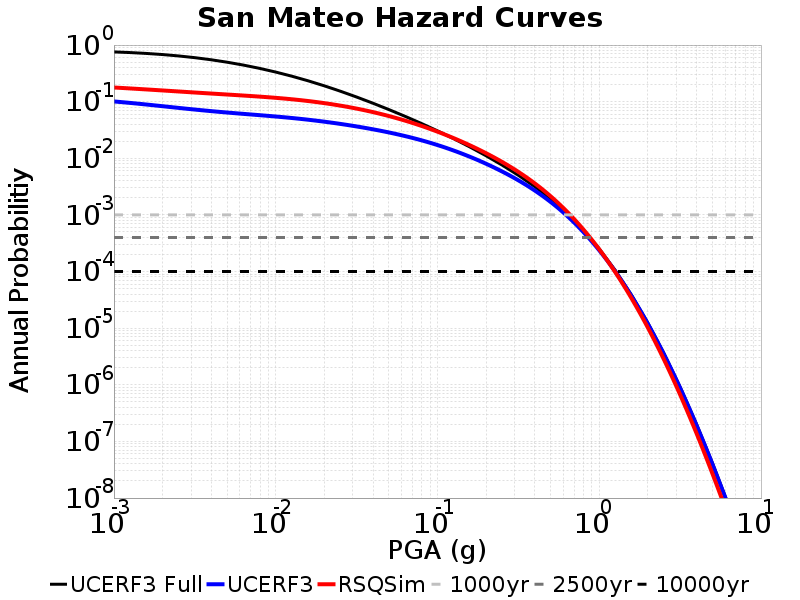 San Mateo Hazard Curves
Annual Probabilitiy
10^0
10^-1
10^-2
10^-3
10^-4
10^-5
10^-6
10^-7
10^-8
10^-3 10^-2 10^-1 10^0 10^1
PGA (g)
UCERF3 Full UCERF3 RSQSim 1000yr 2500yr 10000yr